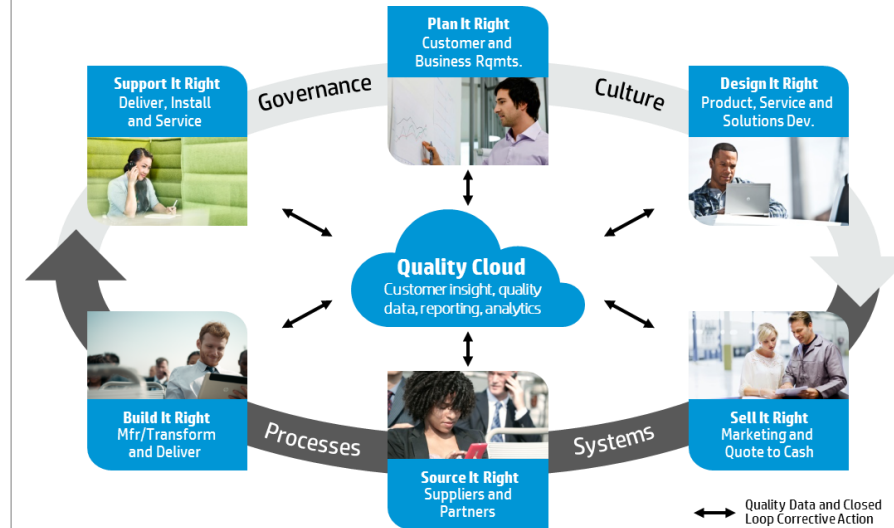 Plan It Right
Customer and
Business Rqmts.
Governance
Culture
Support It Right
Deliver, Install
and Service
Design It Right
Product, Service and
Solutions Dev.
Quality Cloud
Customer insight, quality
data, reporting, analytics
Build It Right
Mfr/Transform
and Deliver
Processes
Source It Right
Suppliers and
Partners
Systems
Sell It Right
Marketing and
Quote to Cash
Quality Data and Closed
Loop Corrective Action